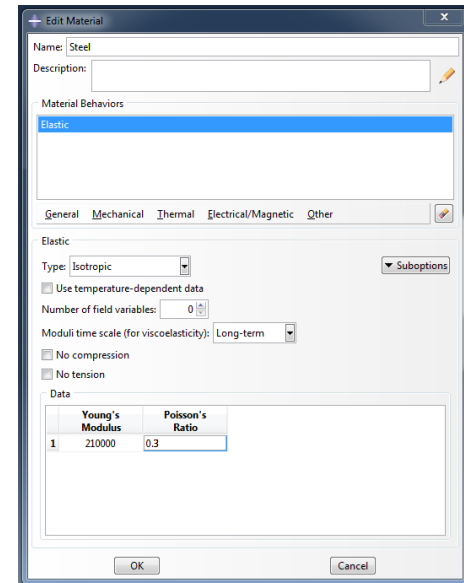 Edit Material
X
Name: Steel
Description:
Material Behaviors
Elastic
General Mechanical Thermal Electrical/Magnetic Other
Elastic
Type: Isotropic
Suboptions
Use temperature-dependent data
Number of field variables: 0
Moduli time scale (for viscoelasticity): Long-term
No compression
No tension
Data
Young's Poisson's
Modulus Ratio
1 210000 0.3
OK Cancel